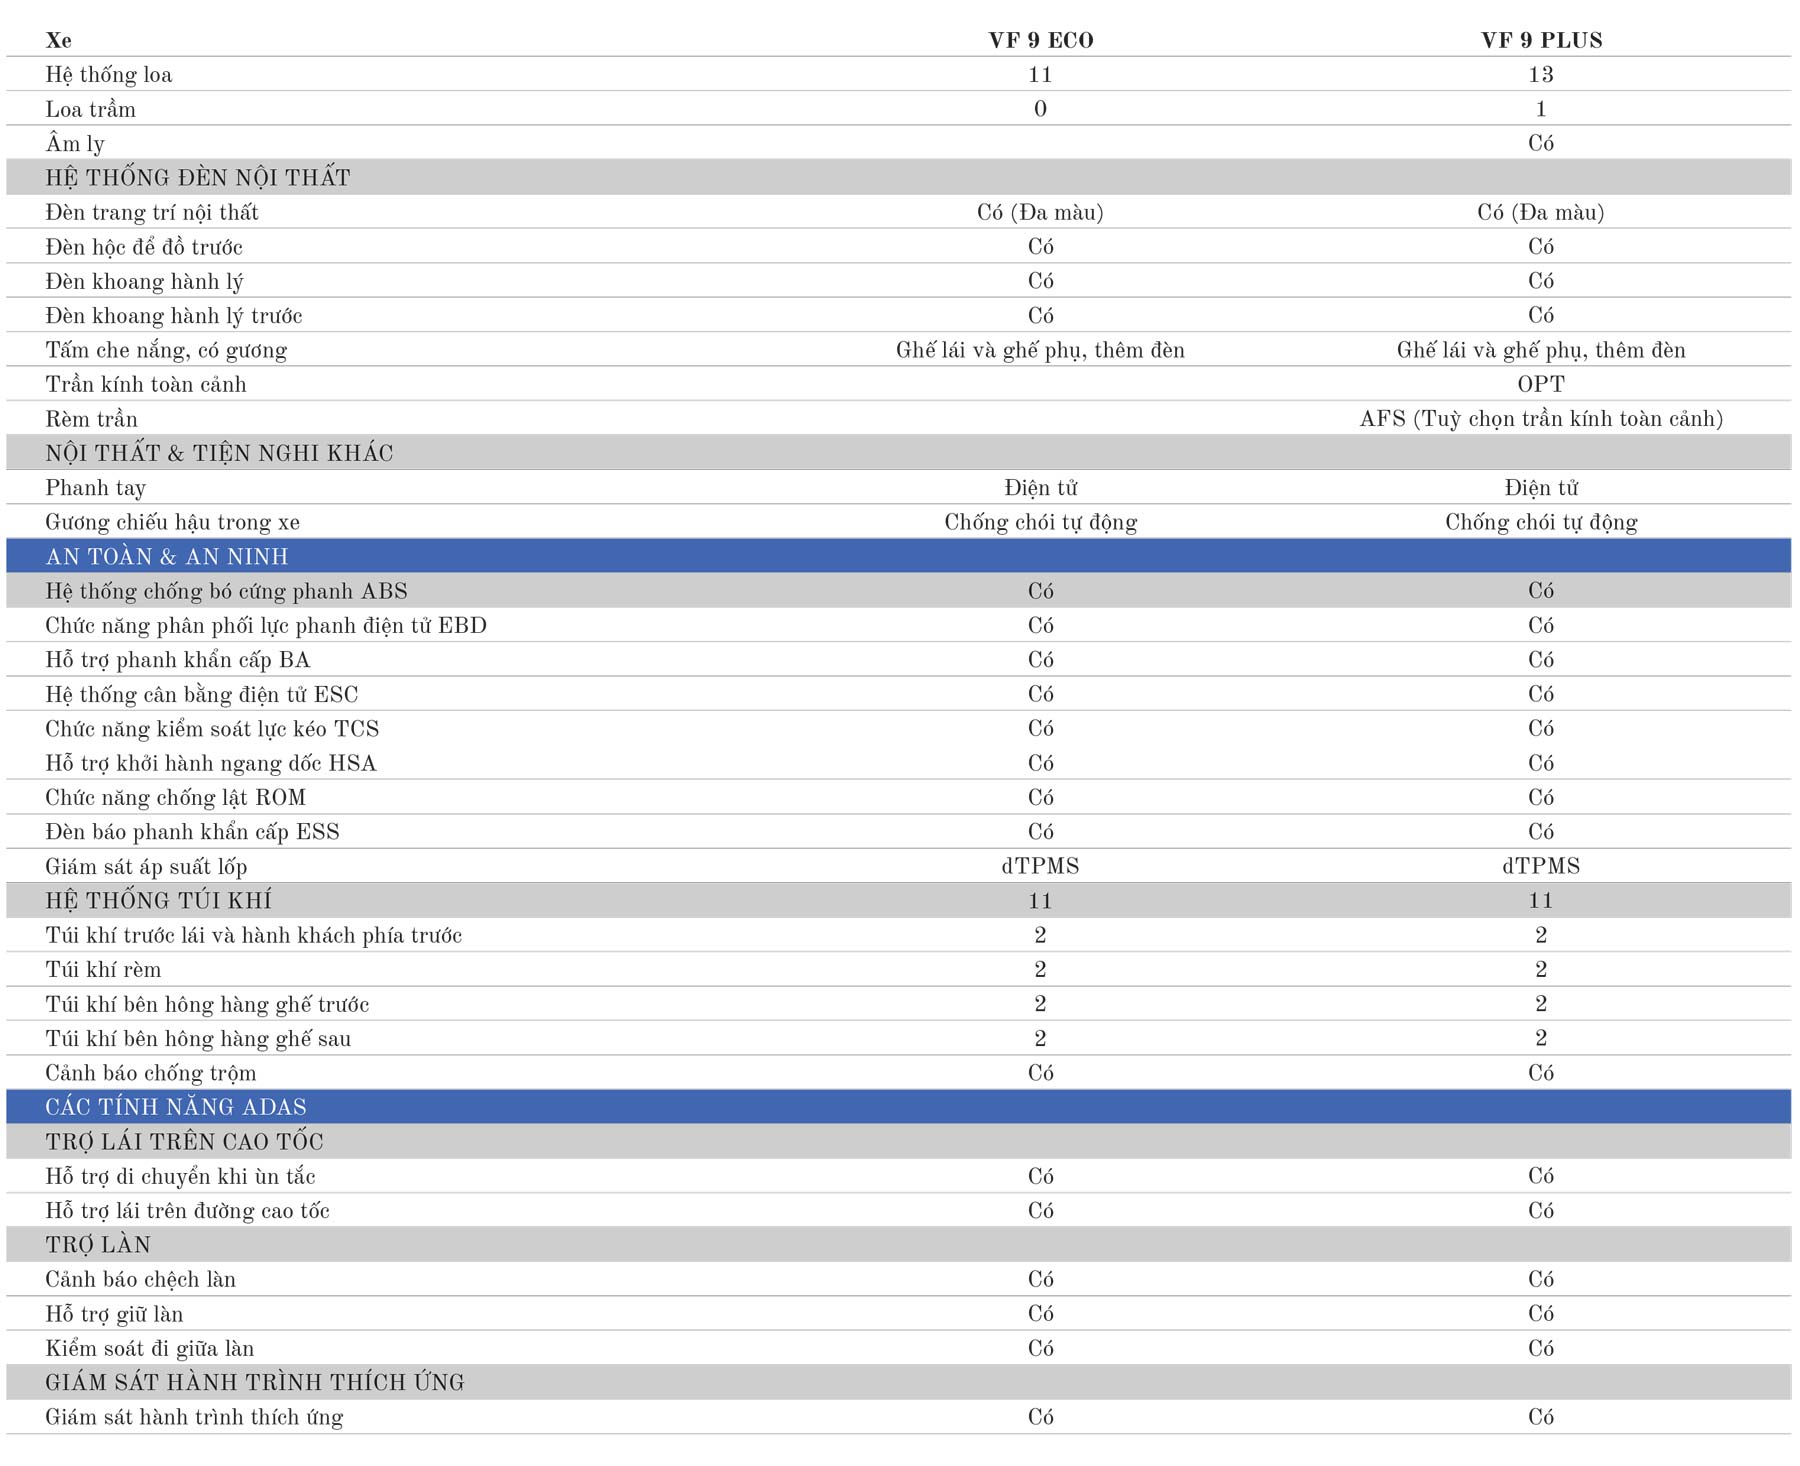 Xe VF 9 ECO VF 9 PLUS
Hệ thống loa 11 13
Loa trầm 0 1
Âm ly Có
HỆ THỐNG ĐÈN NỘI THẤT
Đèn trang trí nội thất Có (Đa màu) Có (Đa màu)
Đèn hộc để đồ trước Có Có
Đèn khoang hành lý Có Có
Đèn khoang hành lý trước Có Có
Tấm che nắng, có gương Ghế lái và ghế phụ, thêm đèn Ghế lái và ghế phụ, thêm đèn
Trần kính toàn cảnh OPT
Rèm trần AFS (Tuỳ chọn trần kính toàn cảnh)
NỘI THẤT & TIỆN NGHI KHÁC
Phanh tay Điện tử Điện tử
Gương chiếu hậu trong xe Chống chói tự động Chống chói tự động
AN TOÀN & AN NINH
Hệ thống chống bó cứng phanh ABS Có Có
Chức năng phân phối lực phanh điện tử EBD Có Có
Hỗ trợ phanh khẩn cấp BA Có Có
Hệ thống cân bằng điện tử ESC Có Có
Chức năng kiểm soát lực kéo TCS Có Có
Hỗ trợ khởi hành ngang dốc HSA Có Có
Chức năng chống lật ROM Có Có
Đèn báo phanh khẩn cấp ESS Có Có
Giám sát áp suất lốp dTPMS dTPMS
HỆ THỐNG TÚI KHÍ 11 11
Túi khí trước lái và hành khách phía trước 2 2
Túi khí rèm 2 2
Túi khí bên hông hàng ghế trước 2 2
Túi khí bên hông hàng ghế sau 2 2
Cảnh báo chống trộm Có Có
CÁC TÍNH NĂNG ADAS
TRỢ LÁI TRÊN CAO TỐC
Hỗ trợ di chuyển khi ùn tắc Có Có
Hỗ trợ lái trên đường cao tốc Có Có
TRỢ LÀN
Cảnh báo chệch làn Có Có
Hỗ trợ giữ làn Có Có
Kiểm soát đi giữa làn Có Có
GIÁM SÁT HÀNH TRÌNH THÍCH ỨNG
Giám sát hành trình thích ứng Có Có